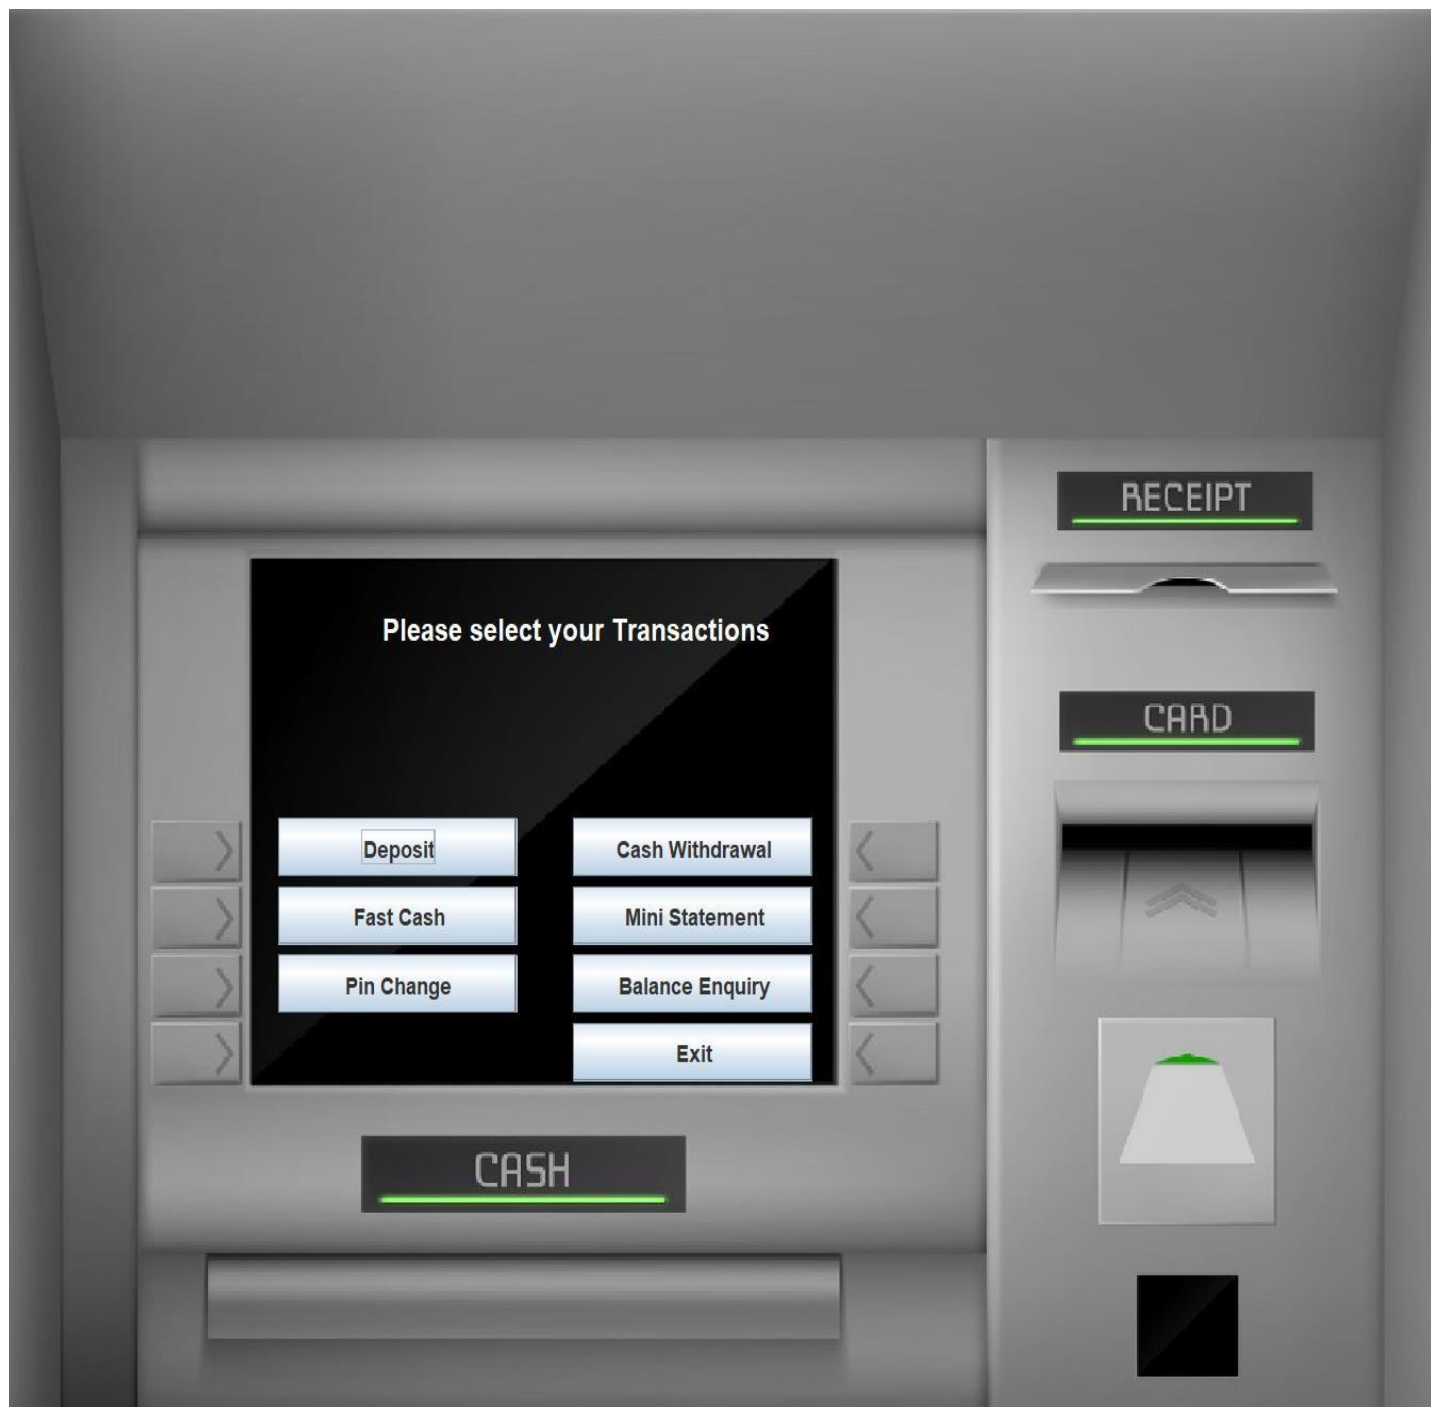 RECEIPT
Please select your Transactions
CARD
Deposit
Cash Withdrawal
Fast Cash
Mini Statement
Pin Change
Balance Enquiry
Exit
CASH